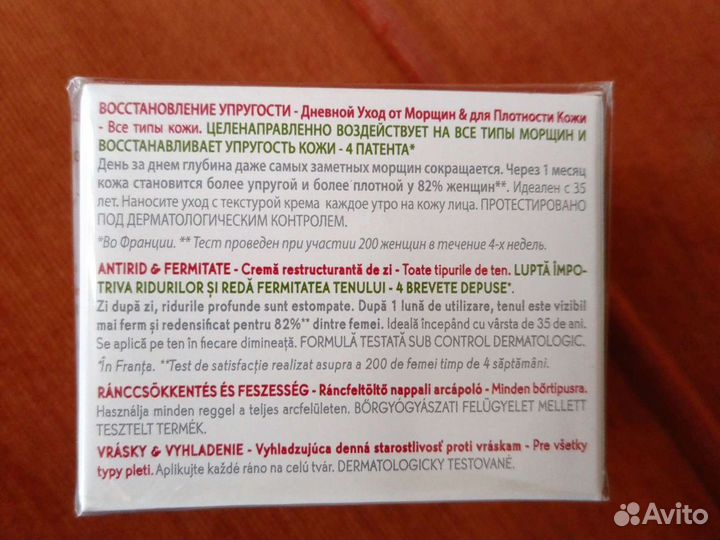 ВОССТАНОВЛЕНИЕ УПРУГОСТИ - Дневной Уход от Морщин & для Плотности Кожи
- Все типы кожи. ЦЕЛЕНАПРАВЛЕННО ВОЗДЕЙСТВУЕТ НА ВСЕ ТИПЫ МОРЩИН И
ВОССТАНАВЛИВАЕТ УПРУГОСТЬ КОЖИ - 4 ПАТЕНТА*
День за днем глубина даже самых заметных морщин сокращается. Через 1 месяц
кожа становится более упругой и более плотной у 82% женщин**. Идеален с 35
лет. Наносите уход с текстурой крема каждое утро на кожу лица. ПРОТЕСТИРОВАНО
ПОД ДЕРМАТОЛОГИЧЕСКИМ КОНТРОЛЕМ.
*Во Франции. ** Тест проведен при участии 200 женщин в течение 4-х недель.
ANTIRID & FERMITATE - Cremă restructurantă de zi - Toate tipurile de ten. LUPTĂ ÎMPO-
TRIVA RIDURILOR ȘI REDĂ FERMITATEA TENULUI - 4 BREVETE DEPUSE*.
Zi după zi, ridurile profunde sunt estompate. După 1 lună de utilizare, tenul este vizibil
mai ferm și redensificat pentru 82%** dintre femei. Ideală începând cu vârsta de 35 de ani.
Se aplică pe ten în fiecare dimineață. FORMULĂ TESTATĂ SUB CONTROL DERMATOLOGIC.
*În Franța. **Test de satisfacție realizat asupra a 200 de femei timp de 4 săptămâni.
RÁNCCSÖKKENTÉS ÉS FESZESSÉG - Ráncfeltöltő nappali arcápoló - Minden bőrtípusra.
Használja minden reggel a teljes arcfelületen. BŐRGYÓGYÁSZATI FELÜGYELET MELLETT
TESZTELT TERMÉK.
VRÁSKY & VYHLADENIE - Vyhladzujúca denná starostlivosť proti vráskam - Pre všetky
typy pleti. Aplikujte každé ráno na celú tvár. DERMATOLOGICKY TESTOVANÉ.
Avito